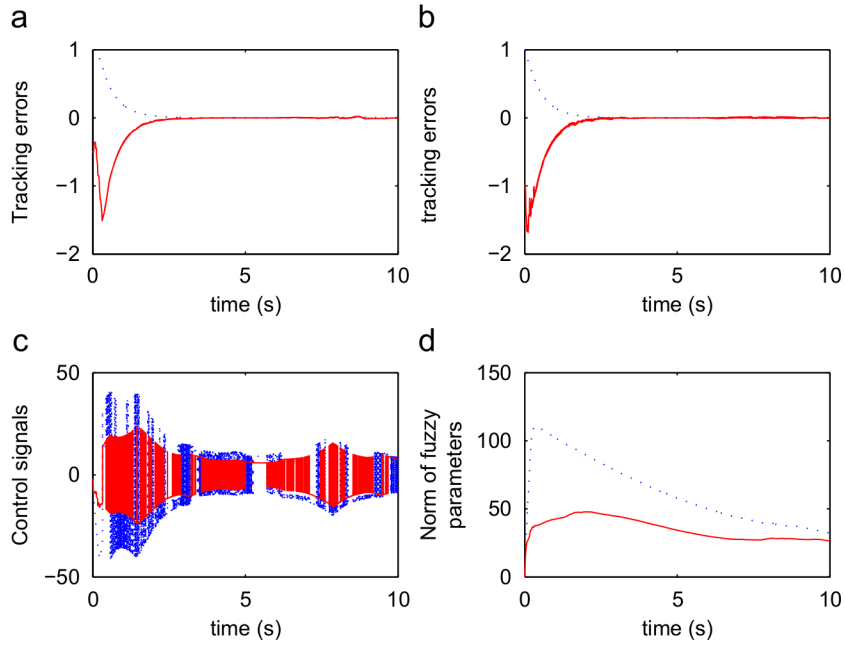 a
1
0
−1
−2
Tracking errors
0
5
10
time (s)
b
1
0
−1
−2
tracking errors
0
5
10
time (s)
c
50
0
−50
Control signals
0
5
10
time (s)
d
150
100
50
0
Norm of fuzzy
parameters
0
5
10
time (s)